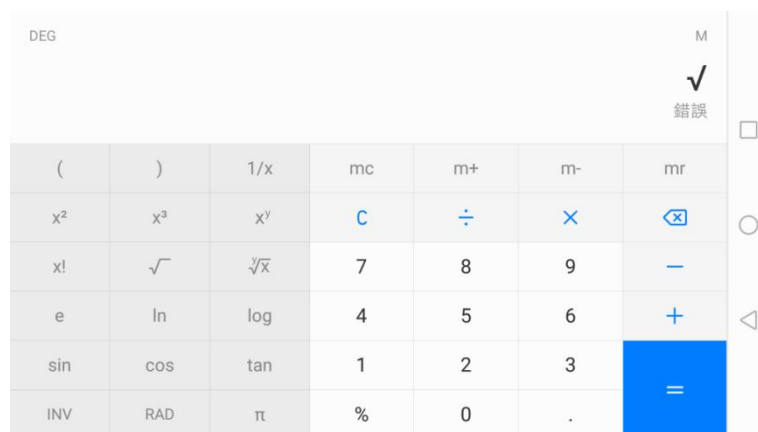 DEG M
√
錯誤
( ) 1/x mc m+ m- mr
x² x³ xʸ C ÷ ×
x! √ ʸ√x 7 8 9 −
e ln log 4 5 6 +
sin cos tan 1 2 3 =
INV RAD π % 0 .